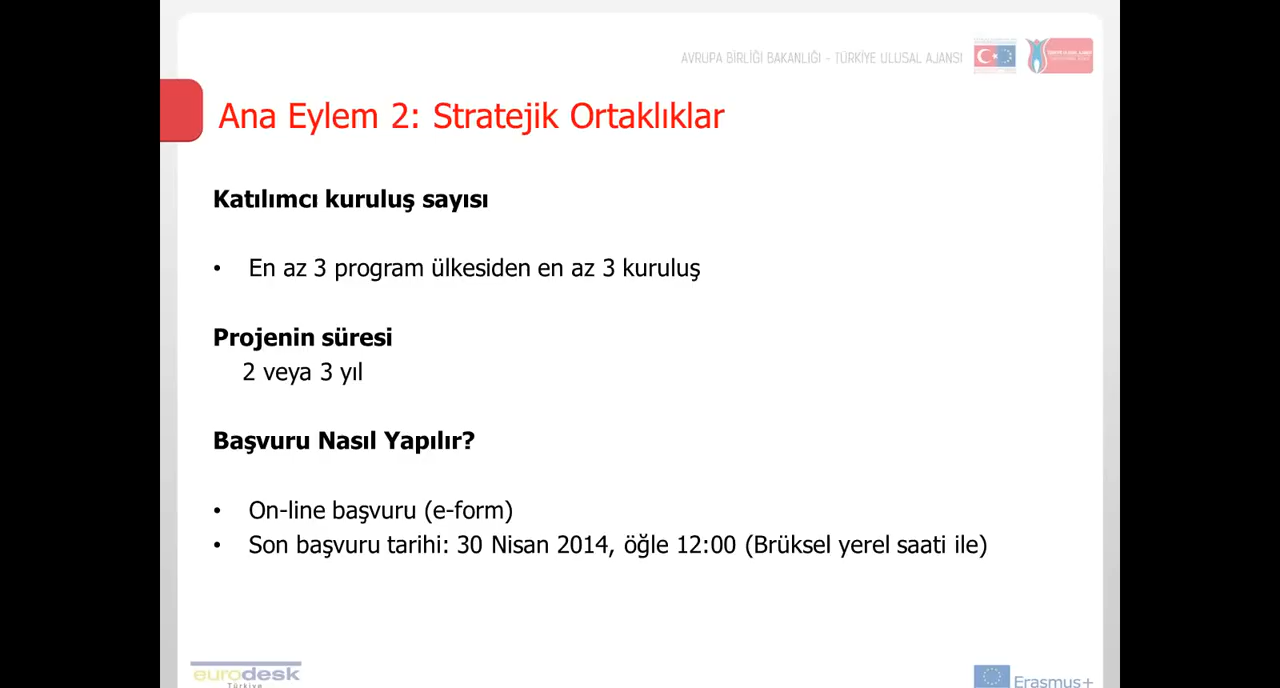 AVRUPA BİRLİĞİ BAKANLIĞI - TÜRKİYE ULUSAL AJANSI
Ana Eylem 2: Stratejik Ortaklıklar
Katılımcı kuruluş sayısı
• En az 3 program ülkesiden en az 3 kuruluş
Projenin süresi
2 veya 3 yıl
Başvuru Nasıl Yapılır?
• On-line başvuru (e-form)
• Son başvuru tarihi: 30 Nisan 2014, öğle 12:00 (Brüksel yerel saati ile)
eurodesk
Türkiye
Erasmus+